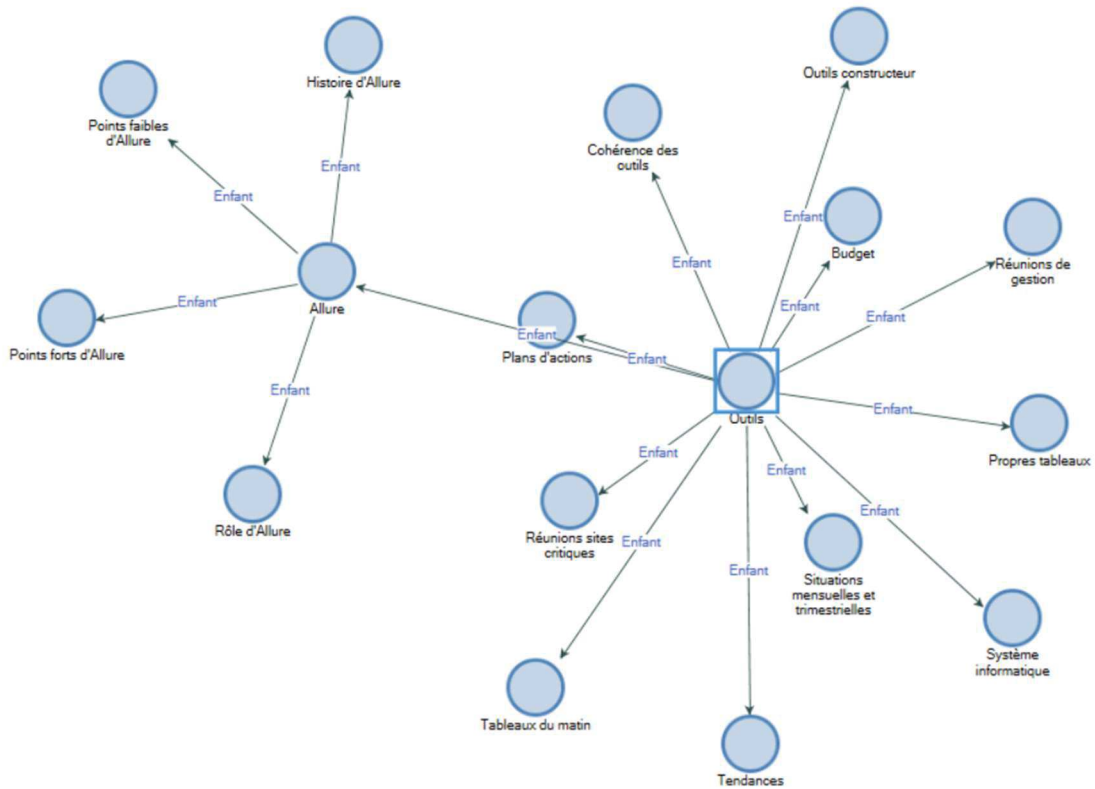 Histoire d'Allure
Points faibles
d'Allure
Enfant
Enfant
Allure
Enfant
Points forts d'Allure
Enfant
Rôle d'Allure
Outils constructeur
Cohérence des
outils
Enfant
Budget
Enfant
Réunions de
gestion
Enfant
Enfant
Enfant
Plans d'actions
Enfant
Enfant
Outils
Enfant
Propres tableaux
Enfant
Réunions sites
critiques
Enfant
Enfant
Situations
mensuelles et
trimestrielles
Enfant
Enfant
Système
informatique
Tableaux du matin
Tendances